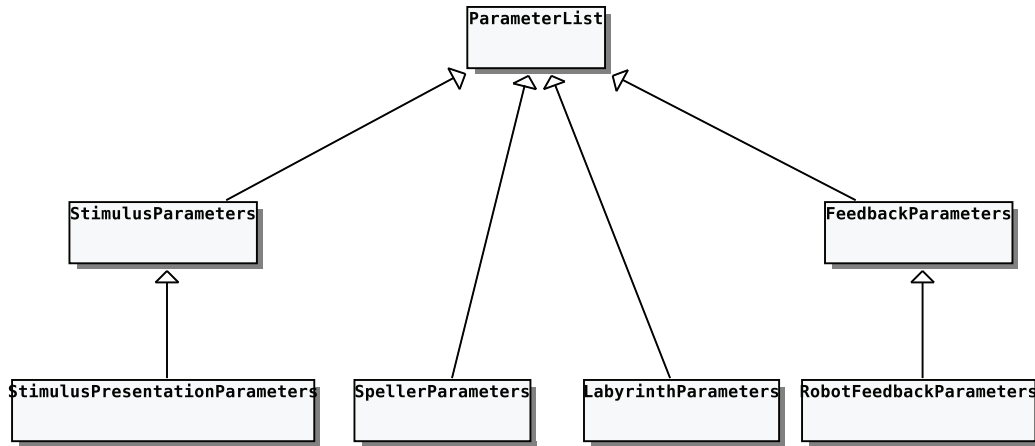 ParameterList
StimulusParameters
FeedbackParameters
StimulusPresentationParameters
SpellerParameters
LabyrinthParameters
RobotFeedbackParameters